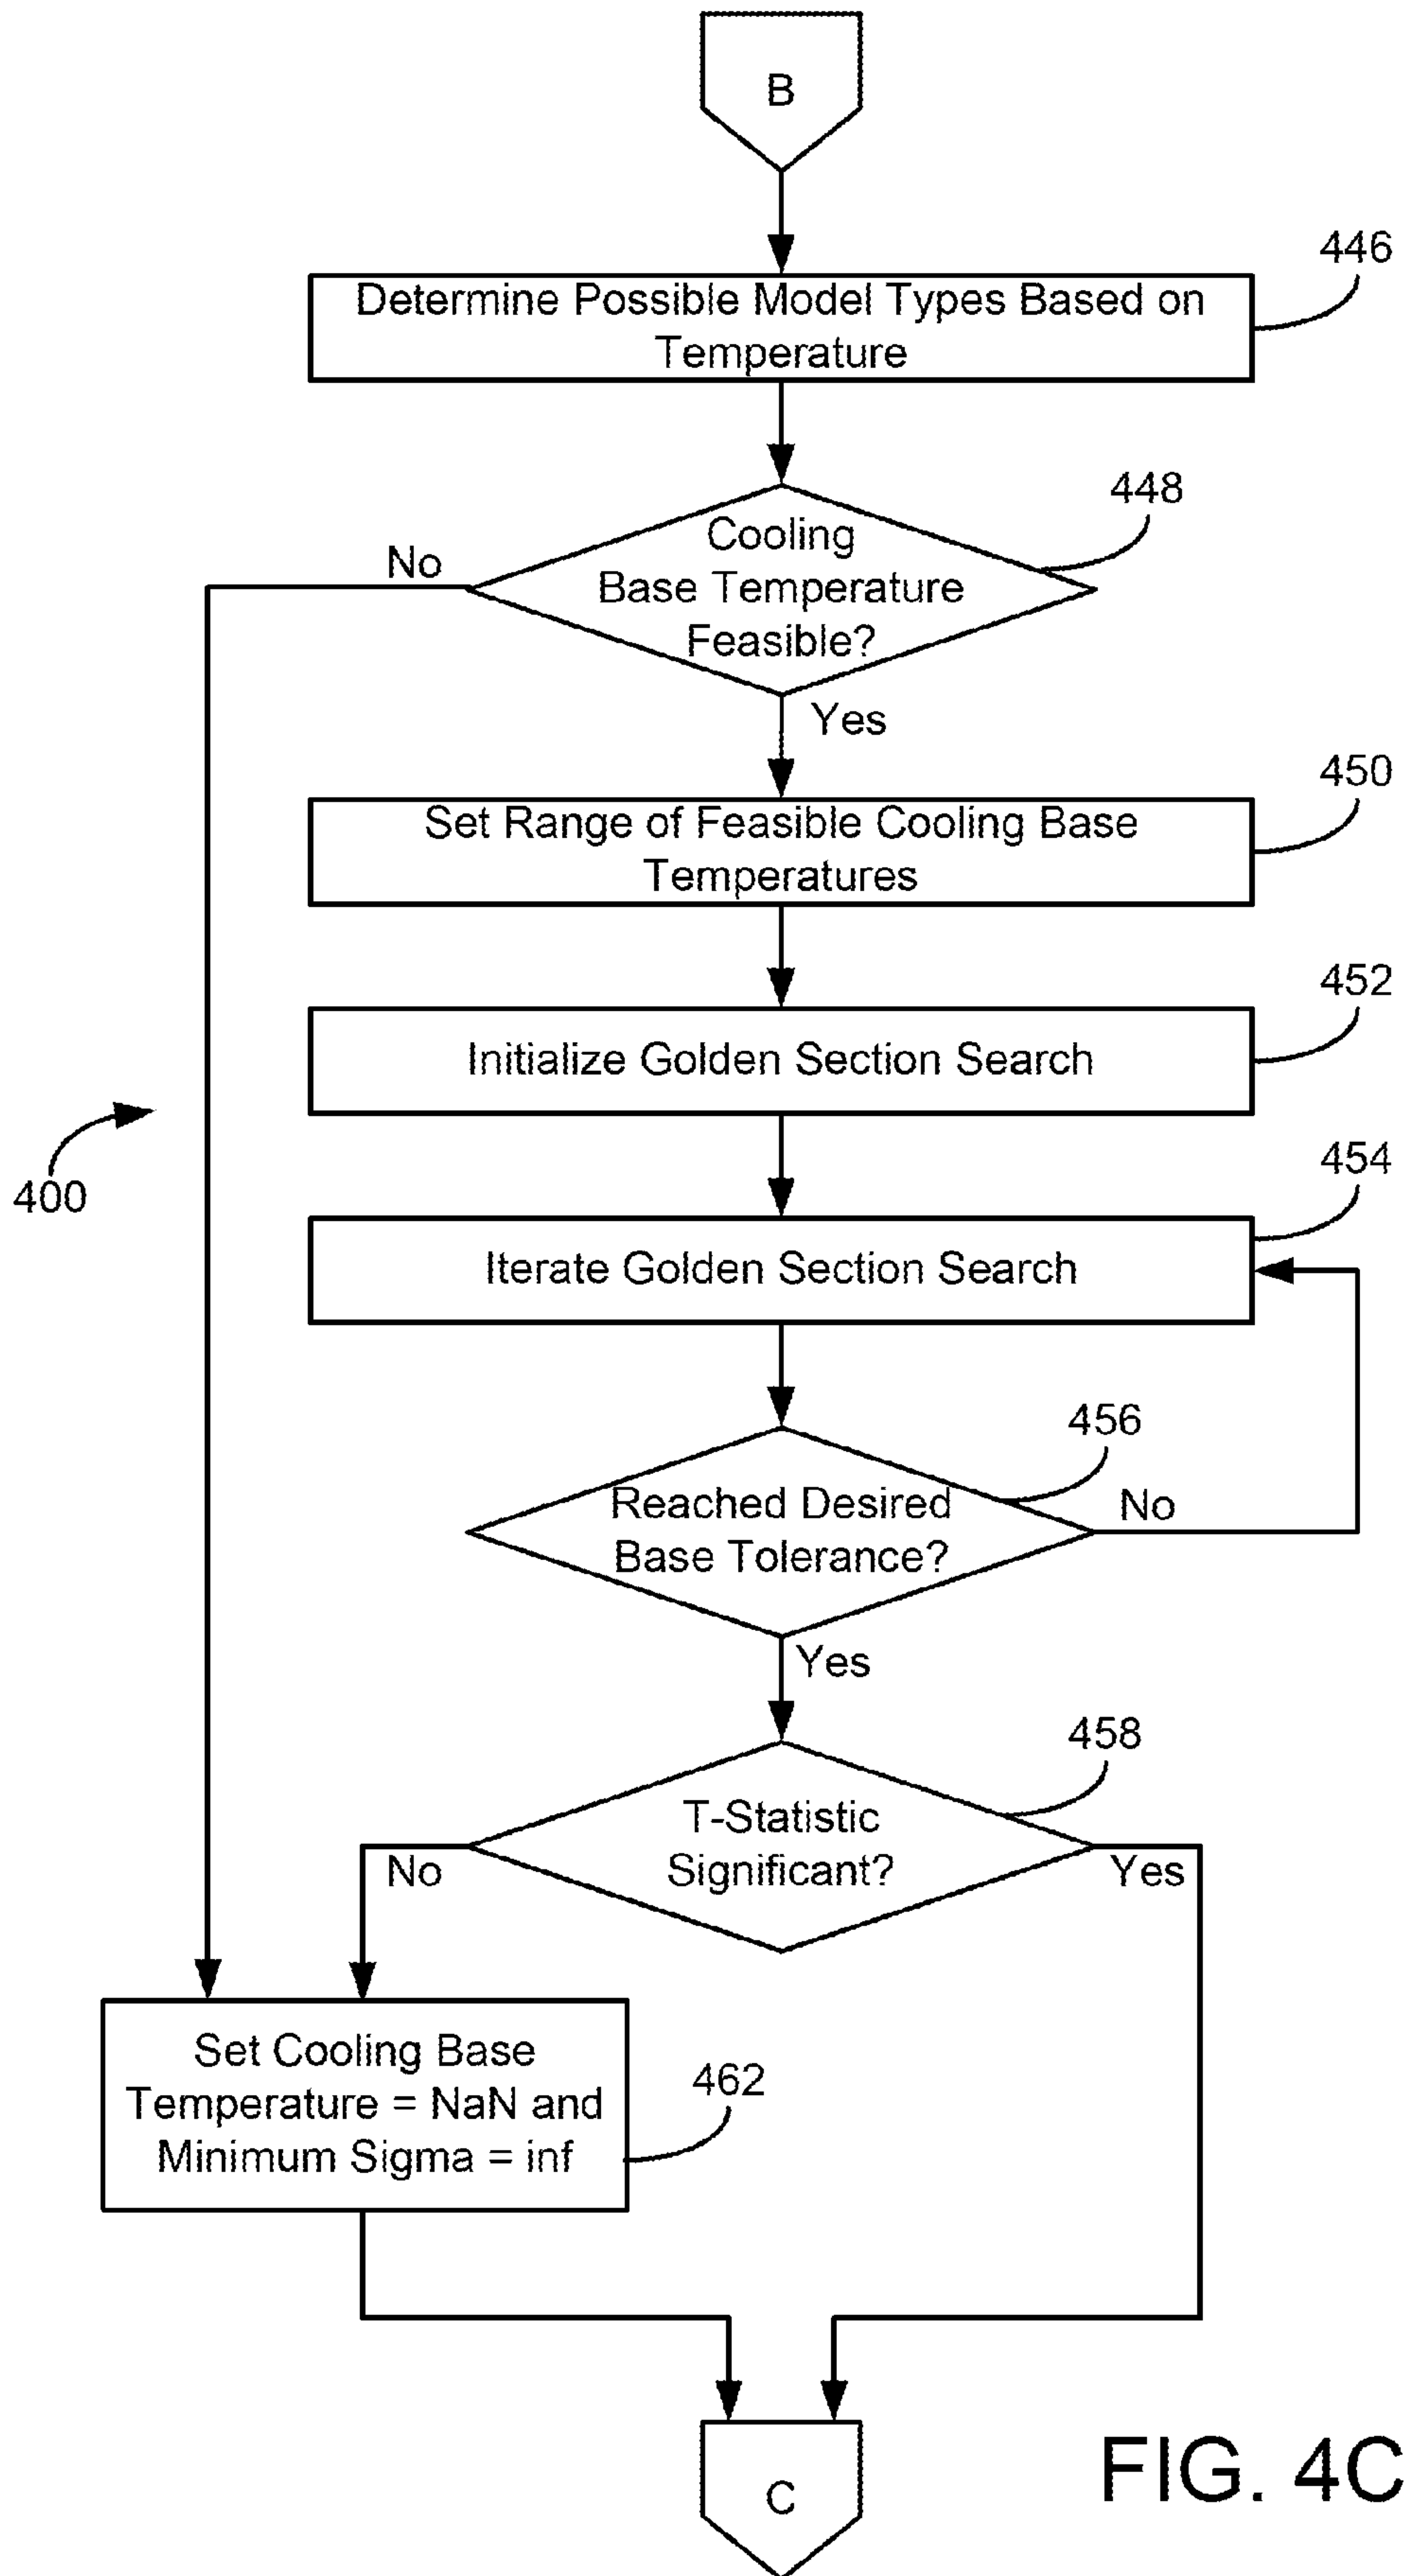 B
446
Determine Possible Model Types Based on
Temperature
448
Cooling
Base Temperature
Feasible?
No
Yes
450
Set Range of Feasible Cooling Base
Temperatures
452
Initialize Golden Section Search
400
454
Iterate Golden Section Search
456
Reached Desired
Base Tolerance?
No
Yes
458
T-Statistic
Significant?
No
Yes
Set Cooling Base
Temperature = NaN and
Minimum Sigma = inf
462
C
FIG. 4C